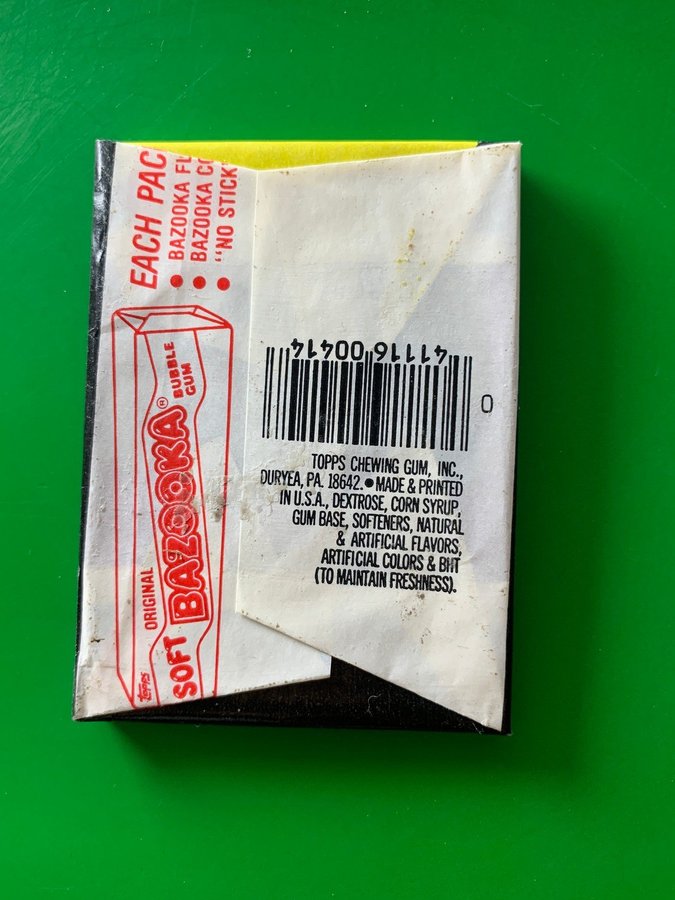 EACH PAC
• BAZOOKA FL
• BAZOOKA CO
• "NO STICK
ORIGINAL
SOFT BAZOOKA® BUBBLE GUM
TOPPS
41116 00414
0
TOPPS CHEWING GUM, INC.,
DURYEA, PA. 18642. • MADE & PRINTED
IN U.S.A., DEXTROSE, CORN SYRUP,
GUM BASE, SOFTENERS, NATURAL
& ARTIFICIAL FLAVORS,
ARTIFICIAL COLORS & BHT
(TO MAINTAIN FRESHNESS).